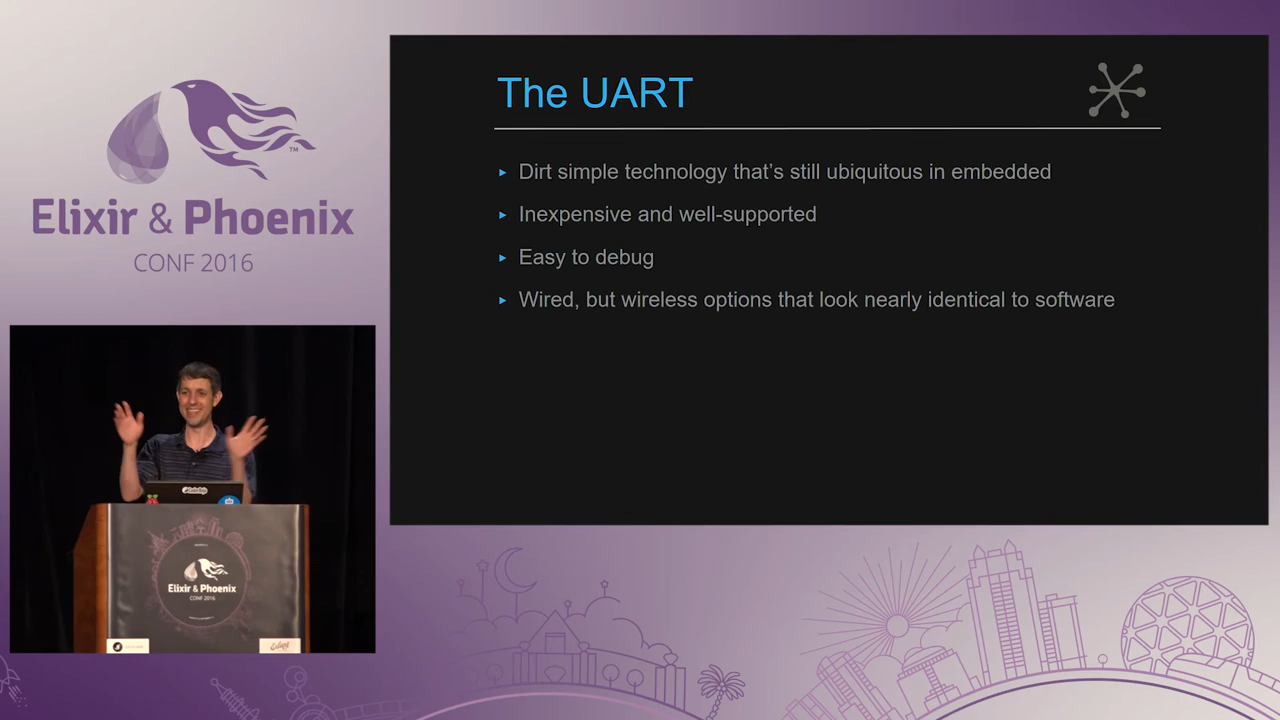 Elixir & Phoenix
CONF 2016
TM
The UART
Dirt simple technology that's still ubiquitous in embedded
Inexpensive and well-supported
Easy to debug
Wired, but wireless options that look nearly identical to software
Elixir & Phoenix
CONF 2016